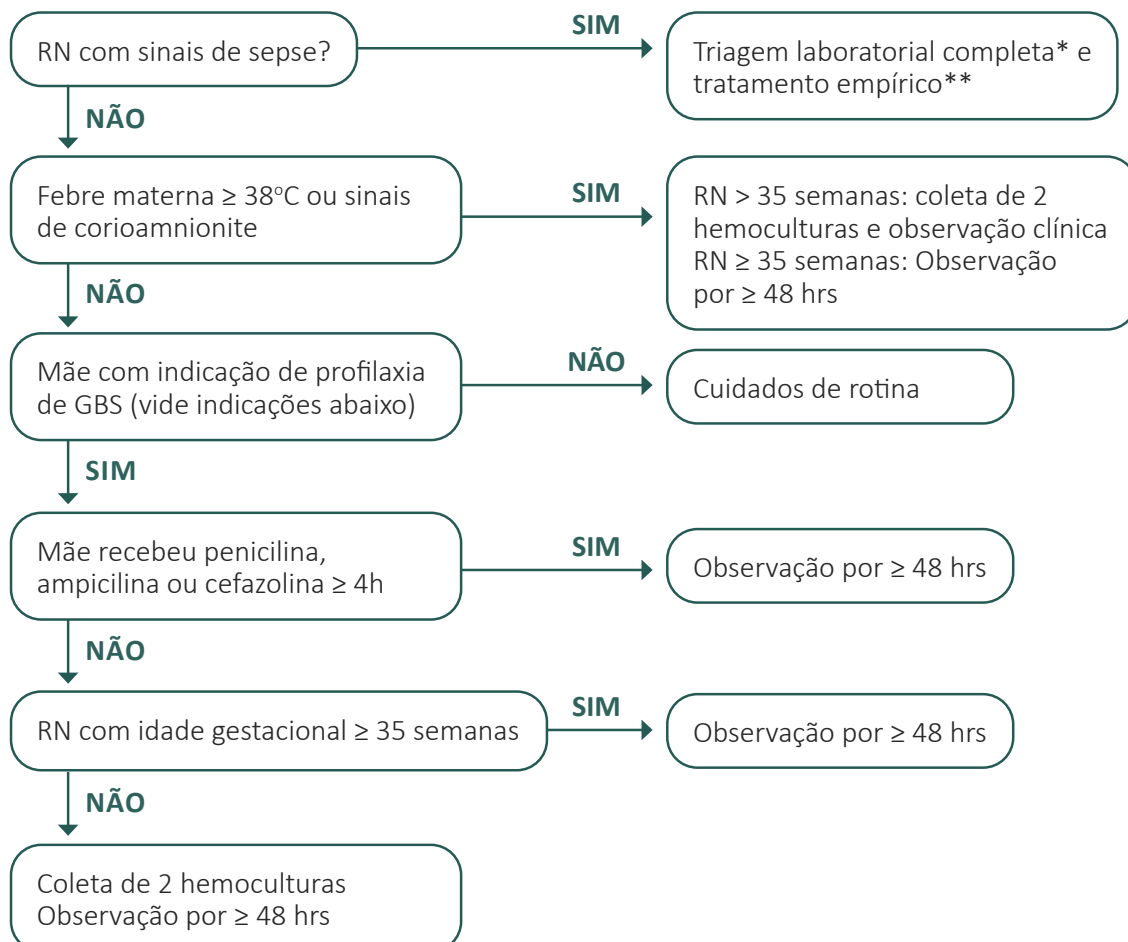 RN com sinais de sepse?
SIM
Triagem laboratorial completa* e
tratamento empírico**
NÃO
Febre materna ≥ 38ºC ou sinais
de corioamnionite
SIM
RN > 35 semanas: coleta de 2
hemoculturas e observação clínica
RN ≥ 35 semanas: Observação
por ≥ 48 hrs
NÃO
Mãe com indicação de profilaxia
de GBS (vide indicações abaixo)
NÃO
Cuidados de rotina
SIM
Mãe recebeu penicilina,
ampicilina ou cefazolina ≥ 4h
SIM
Observação por ≥ 48 hrs
NÃO
RN com idade gestacional ≥ 35 semanas
SIM
Observação por ≥ 48 hrs
NÃO
Coleta de 2 hemoculturas
Observação por ≥ 48 hrs